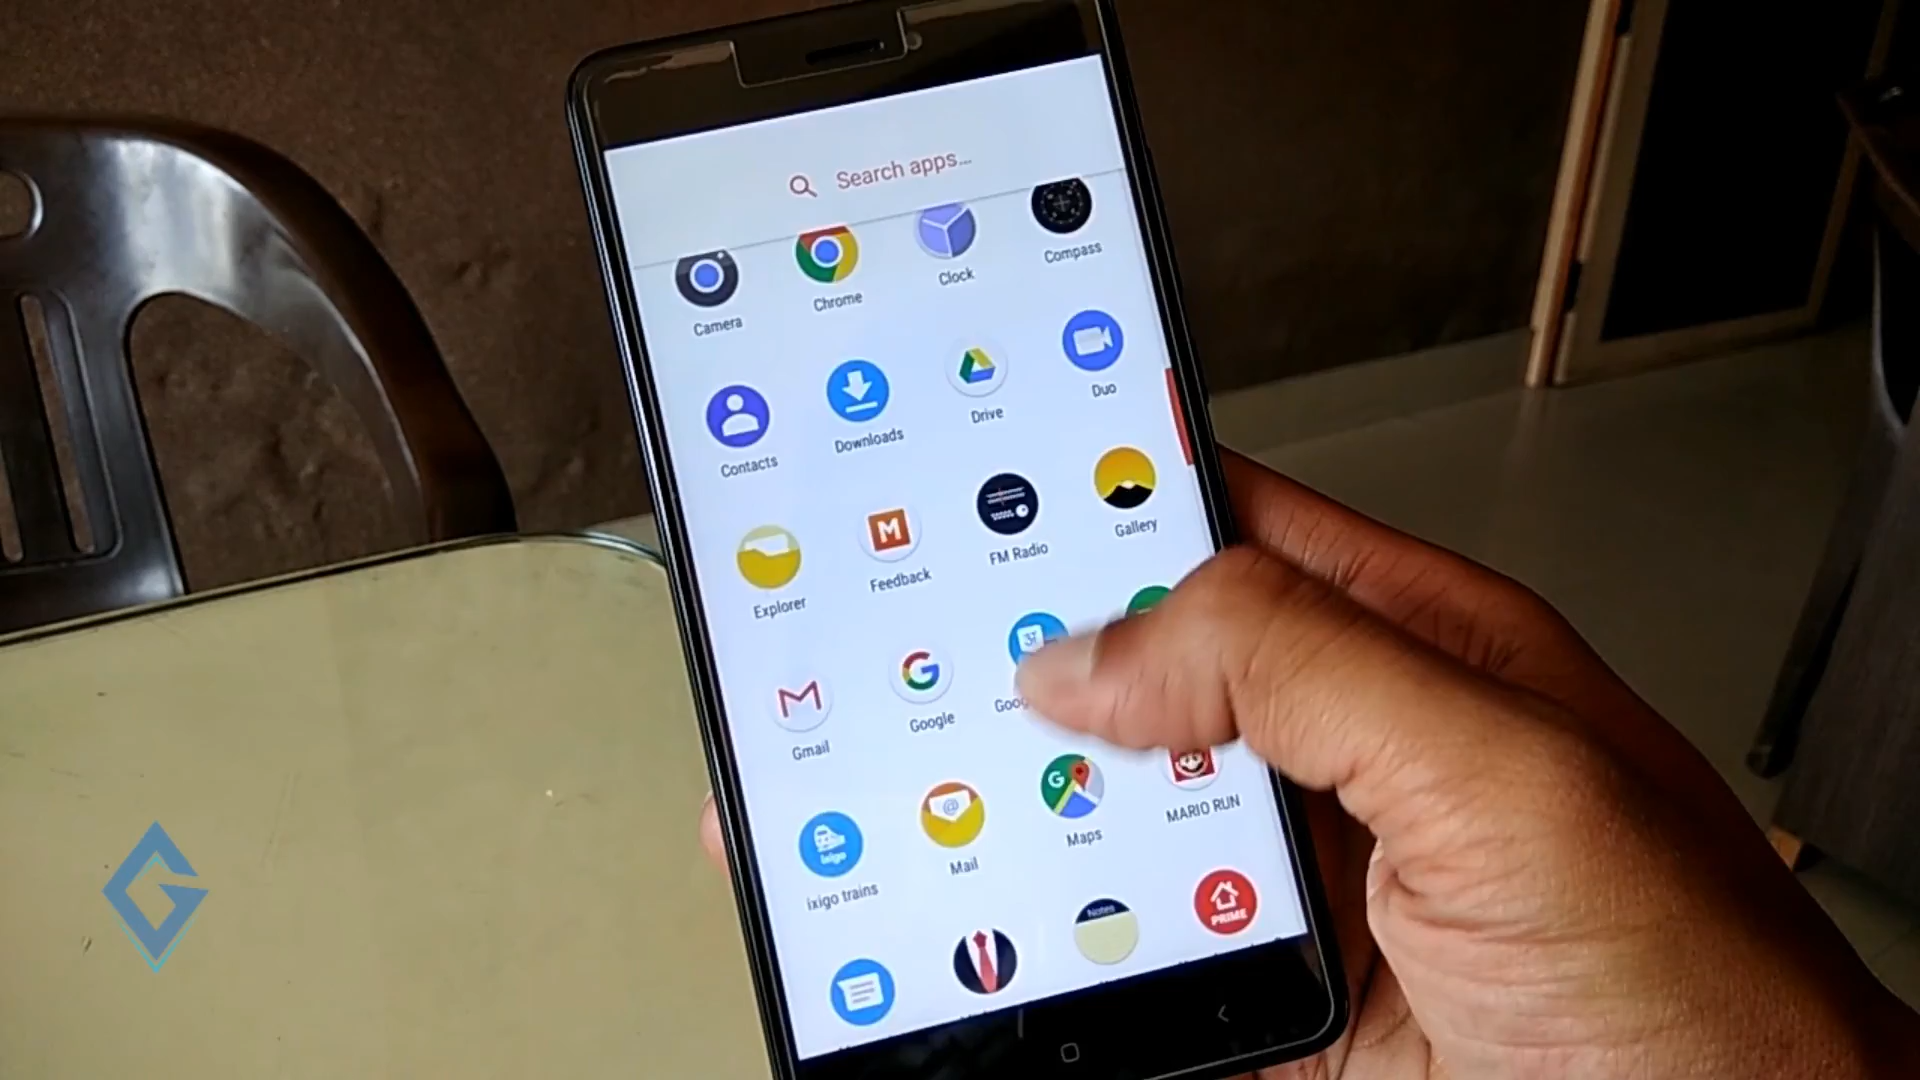 Search apps...
Camera
Chrome
Clock
Compass
Contacts
Downloads
Drive
Duo
Explorer
M
Feedback
FM Radio
Gallery
Gmail
Google
अ
ixigo
ixigo trains
@
Mail
G
Maps
MARIO RUN
Notes
PRIME